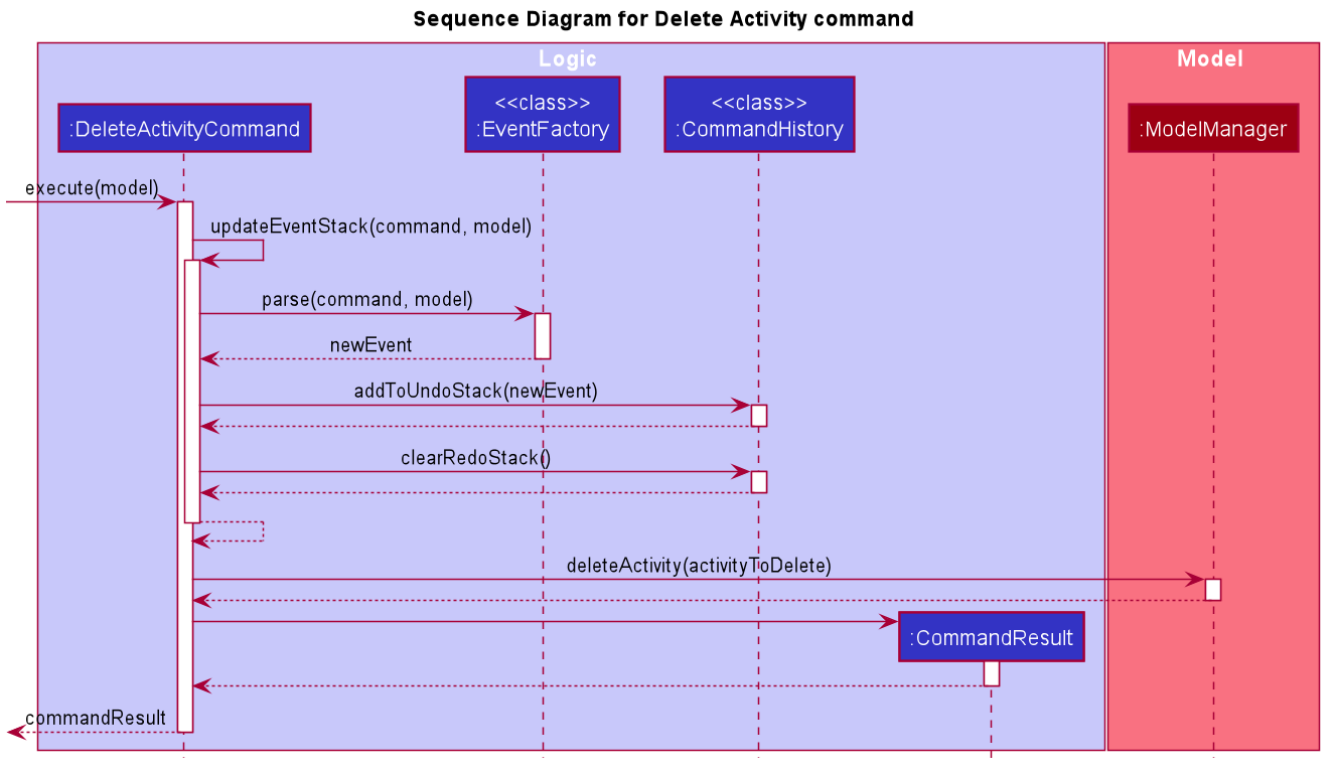 Sequence Diagram for Delete Activity command
Logic
Model
:DeleteActivityCommand
<<class>>
:EventFactory
<<class>>
:CommandHistory
:ModelManager
execute(model)
updateEventStack(command, model)
parse(command, model)
newEvent
addToUndoStack(newEvent)
clearRedoStack()
deleteActivity(activityToDelete)
:CommandResult
commandResult